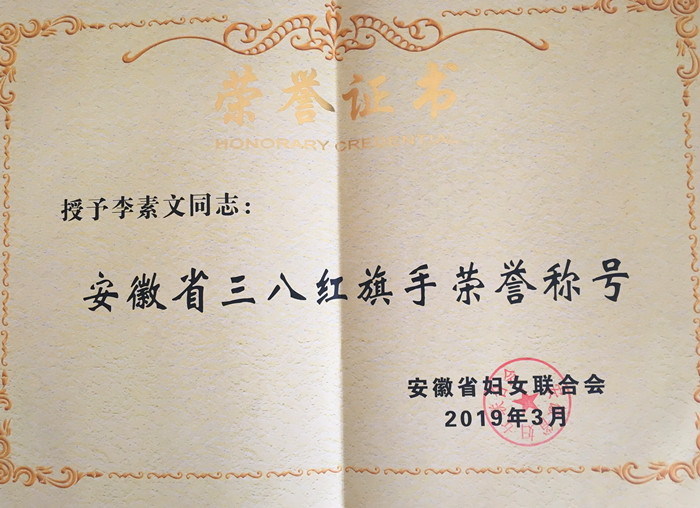 荣誉证书
HONORARY CREDENTIAL
授予李素文同志：
安徽省三八红旗手荣誉称号
安徽省妇女联合会
2019年3月